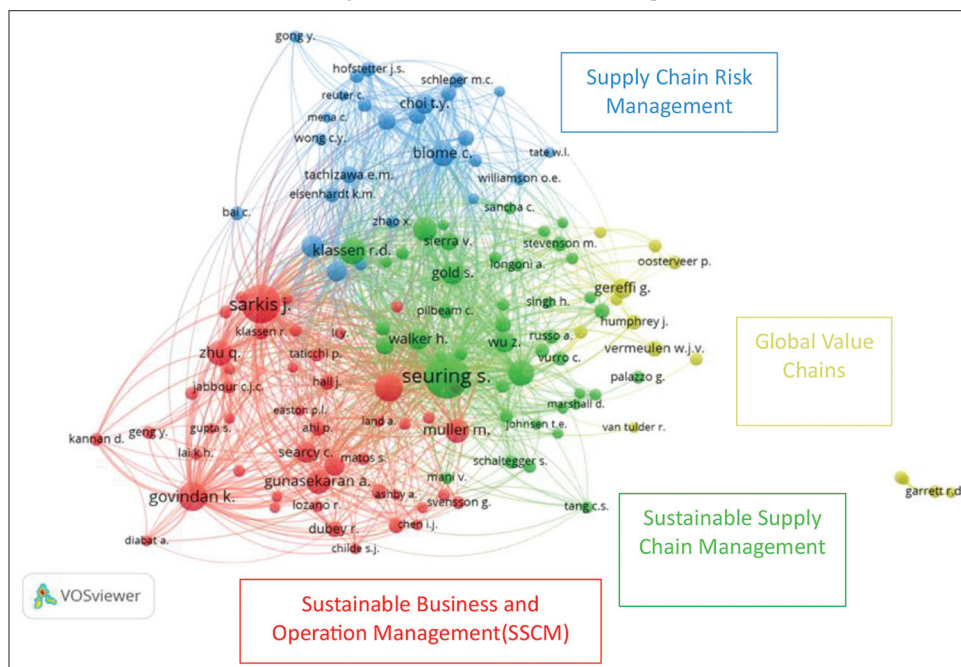 gong y.
hofstetter j.s.
schleper m.c.
reuter c.
choi t.y.
mena c.
wong c.y.
biome c.
tate w.l.
tachizawa e.m.
williamson o.e.
eisenhardt k.m.
sancha c.
bai c.
zhao x.
klassen r.d.
sierra v.
stevenson m.
gold s.
longoni a.
oosterveer p.
gereffi g.
sarkis j.
pilbeam c.
singh h.
klassen r.
li y.
walker h.
wu z.
russo a.
humphrey j.
zhu q.
taticchi p.
vurro c.
vermeulen w.j.v.
jabbour c.j.c.
hall j.
seuring s.
palazzo g.
easton p.l.
marshall d.
kannan d.
geng y.
gupta s.
ahi p.
land a.
muller m.
johnsen t.e.
van tulder r.
lai k.h.
searcy c.
matos s.
schaltegger s.
govindan k.
gunasekaran a.
mani v.
garrett r.d
lozano r.
ashby a.
svensson g.
tang c.s.
diabat a.
dubey r.
chen i.j.
childe s.j.
Supply Chain Risk
Management
Global Value
Chains
Sustainable Supply
Chain Management
Sustainable Business and
Operation Management(SSCM)
VOSviewer